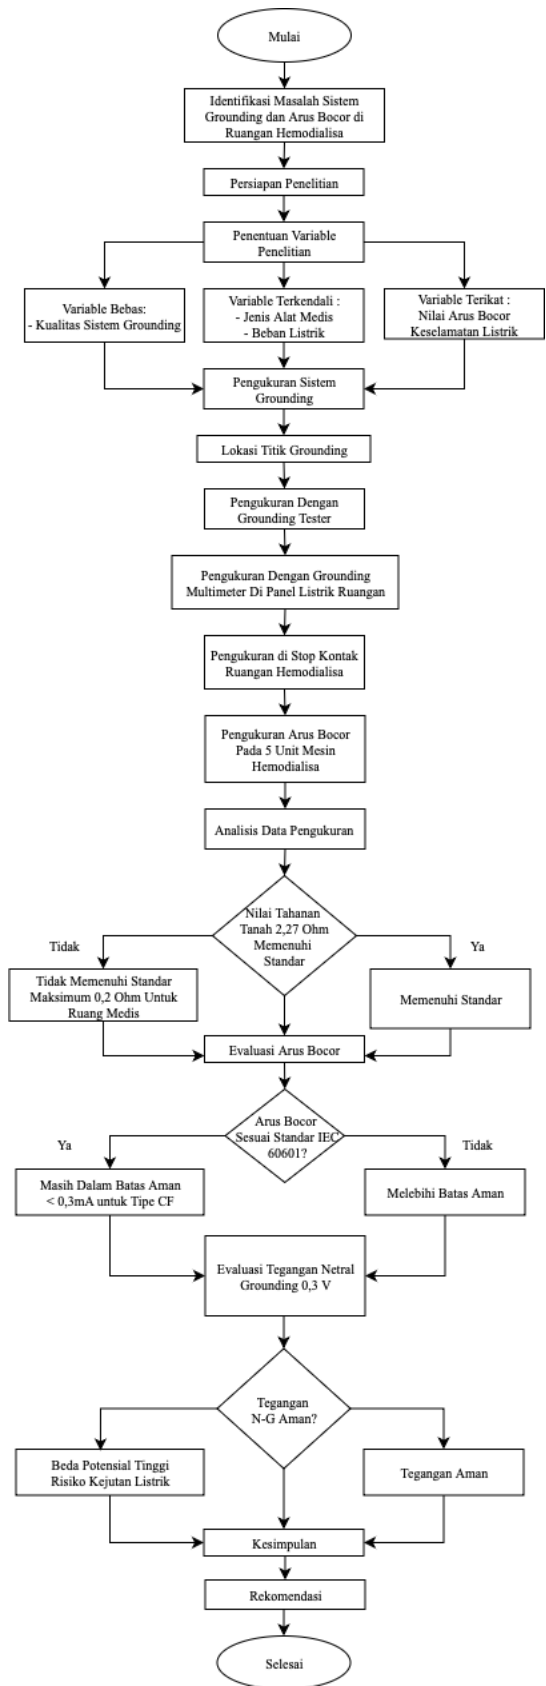 Mulai
Identifikasi Masalah Sistem
Grounding dan Arus Bocor di
Ruangan Hemodialisa
Persiapan Penelitian
Penentuan Variable
Penelitian
Variable Bebas:
- Kualitas Sistem Grounding
Variable Terkendali :
- Jenis Alat Medis
- Beban Listrik
Variable Terikat :
Nilai Arus Bocor
Keselamatan Listrik
Pengukuran Sistem
Grounding
Lokasi Titik Grounding
Pengukuran Dengan
Grounding Tester
Pengukuran Dengan Grounding
Multimeter Di Panel Listrik Ruangan
Pengukuran di Stop Kontak
Ruangan Hemodialisa
Pengukuran Arus Bocor
Pada 5 Unit Mesin
Hemodialisa
Analisis Data Pengukuran
Nilai Tahanan
Tanah 2,27 Ohm
Memenuhi
Standar
Tidak
Ya
Tidak Memenuhi Standar
Maksimum 0,2 Ohm Untuk
Ruang Medis
Memenuhi Standar
Evaluasi Arus Bocor
Arus Bocor
Sesuai Standar IEC
60601?
Ya
Tidak
Masih Dalam Batas Aman
< 0,3mA untuk Tipe CF
Melebihi Batas Aman
Evaluasi Tegangan Netral
Grounding 0,3 V
Tegangan
N-G Aman?
Beda Potensial Tinggi
Risiko Kejutan Listrik
Tegangan Aman
Kesimpulan
Rekomendasi
Selesai